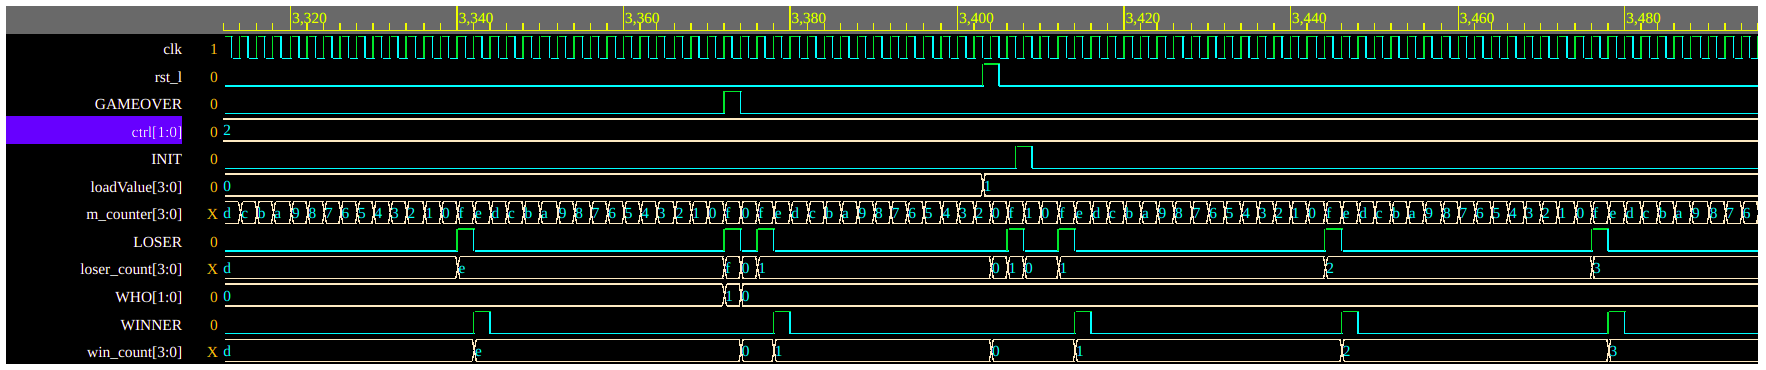 3,320 3,340 3,360 3,380 3,400 3,420 3,440 3,460 3,480
clk 1
rst_l 0
GAMEOVER 0
ctrl[1:0] 0 2
INIT 0
loadValue[3:0] 0 0 1
m_counter[3:0] X d c b a 9 8 7 6 5 4 3 2 1 0 f e d c b a 9 8 7 6 5 4 3 2 1 0 f 0 f e d c b a 9 8 7 6 5 4 3 2 0 f 1 0 f e d c b a 9 8 7 6 5 4 3 2 1 0 f e d c b a 9 8 7 6 5 4 3 2 1 0 f e d c b a 9 8 7 6
LOSER 0
loser_count[3:0] X d e f 0 1 0 1 0 1 2 3
WHO[1:0] 0 0 1 0
WINNER 0
win_count[3:0] X d e 0 1 0 1 2 3